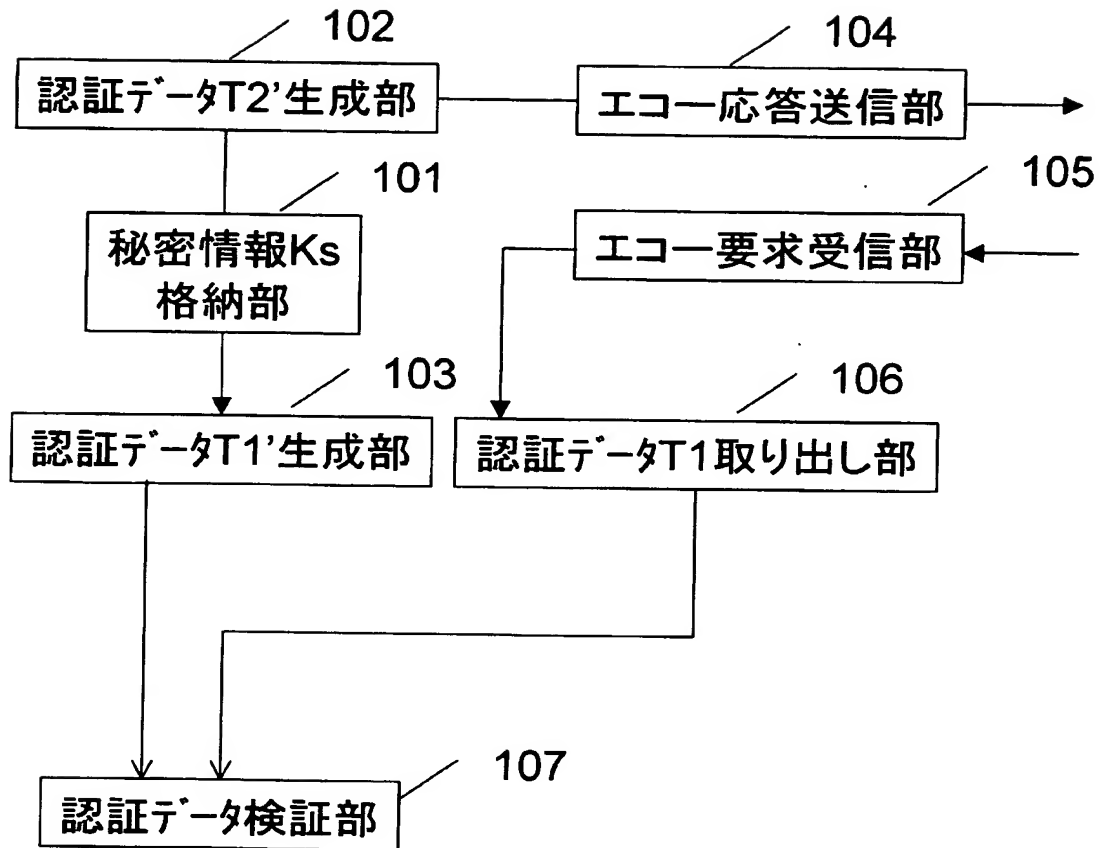 102
認証データT2'生成部
104
エコー応答送信部
101
秘密情報Ks
格納部
105
エコー要求受信部
103
認証データT1'生成部
106
認証データT1取り出し部
107
認証データ検証部